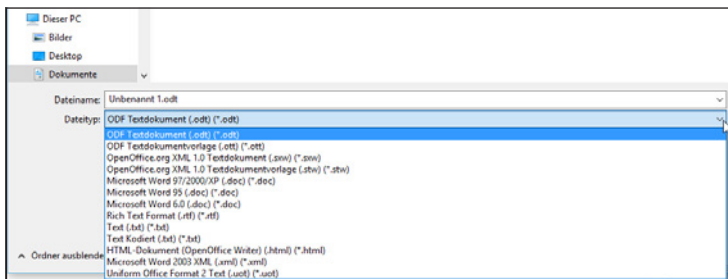 Dieser PC
Bilder
Desktop
Dokumente
Dateiname: Unbenannt 1.odt
Dateityp: ODF Textdokument (.odt) (*.odt)
ODF Textdokument (.odt) (*.odt)
ODF Textdokumentvorlage (.ott) (*.ott)
OpenOffice.org XML 1.0 Textdokument (.sxw) (*.sxw)
OpenOffice.org XML 1.0 Textdokumentvorlage (.stw) (*.stw)
Microsoft Word 97/2000/XP (.doc) (*.doc)
Microsoft Word 95 (.doc) (*.doc)
Microsoft Word 6.0 (.doc) (*.doc)
Rich Text Format (.rtf) (*.rtf)
Text (.txt) (*.txt)
Text Kodiert (.txt) (*.txt)
HTML-Dokument (OpenOffice Writer) (.html) (*.html)
Ordner ausblende
Microsoft Word 2003 XML (.xml) (*.xml)
Uniform Office Format 2 Text (.uot) (*.uot)